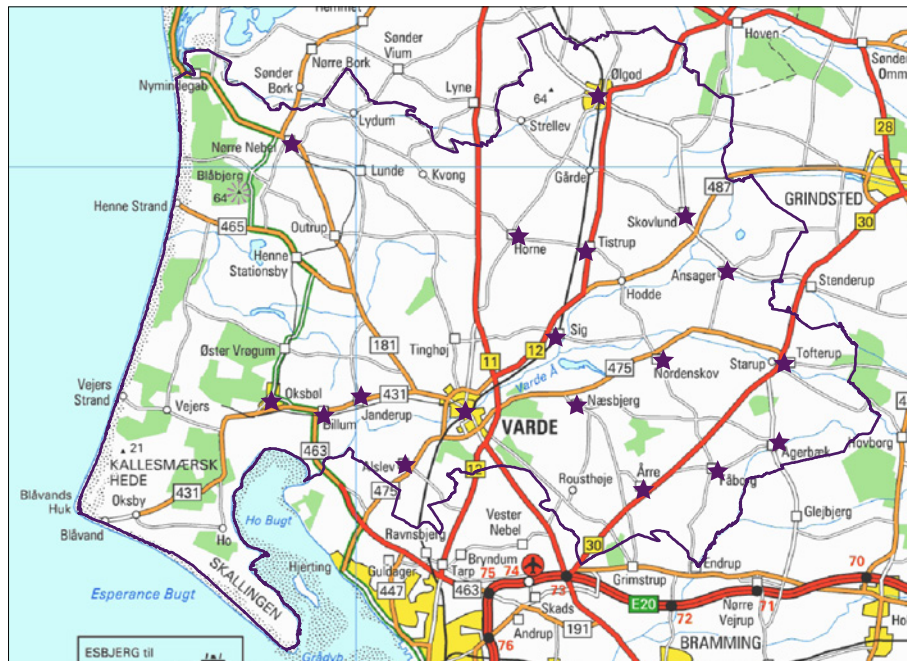 Hemmet
Sønder
Vium
Nørre Bork
Hoven
Sønder
Omm
Nymindegab
Sønder
Bork
Lyne
Ølgod
64
Lydum
Strellev
28
Nørre Nebel
Blåbjerg
64
Lunde
Kvong
Gårde
487
GRINDSTED
30
Henne Strand
465
Outrup
Skovlund
Horne
Tistrup
Henne
Stationsby
Ansager
Hodde
Stenderup
Sig
181
Tinghøj
11
12
Øster Vrøgum
475
Nordenskov
Starup
Tofterup
Varde Å
Vejers
Strand
Vejers
Oksbøl
431
Janderup
Billum
Næsbjerg
VARDE
21
KALLESMÆRSK
HEDE
463
Alslev
12
475
Rousthøje
Årre
Fåborg
Agerbæk
Hovborg
Blåvands
Huk
431
Oksby
Blåvand
Ho
Ho Bugt
Vester
Nebel
Glejbjerg
Ravnsbjerg
Bryndum
30
SKALLINGEN
Hjerting
Guldager
Tarp
75
74
Grimstrup
Endrup
70
447
463
73
Skads
E20
Nørre
Vejrup
71
72
Esperance Bugt
Andrup
191
76
BRAMMING
Ho
ESBJERG til
Grådyb